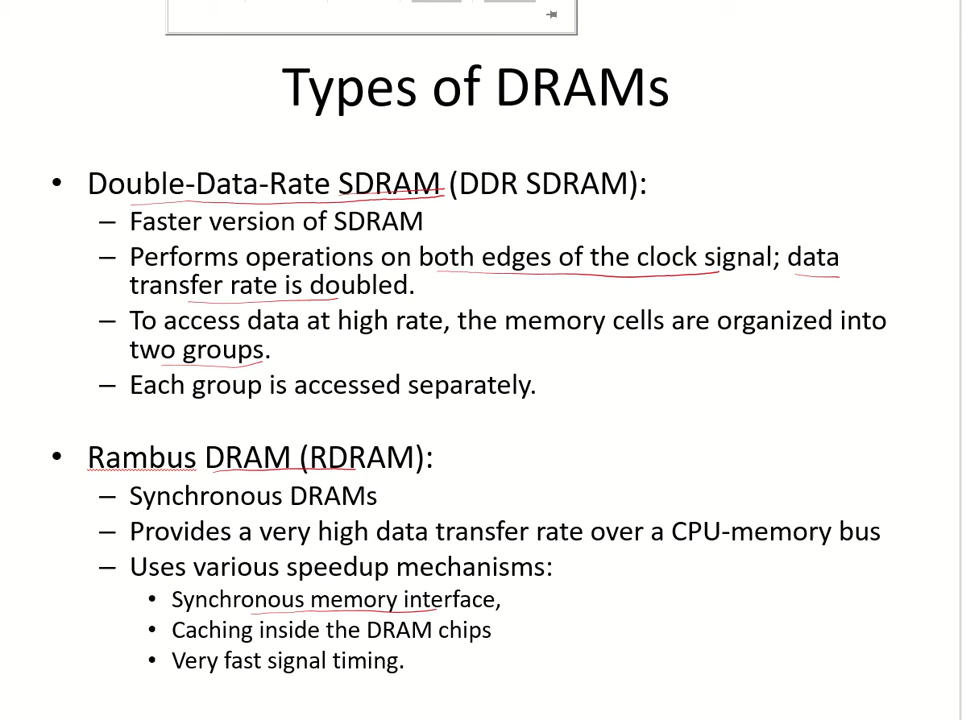 Types of DRAMs
• Double-Data-Rate SDRAM (DDR SDRAM):
– Faster version of SDRAM
– Performs operations on both edges of the clock signal; data
transfer rate is doubled.
– To access data at high rate, the memory cells are organized into
two groups.
– Each group is accessed separately.
• Rambus DRAM (RDRAM):
– Synchronous DRAMs
– Provides a very high data transfer rate over a CPU-memory bus
– Uses various speedup mechanisms:
• Synchronous memory interface,
• Caching inside the DRAM chips
• Very fast signal timing.